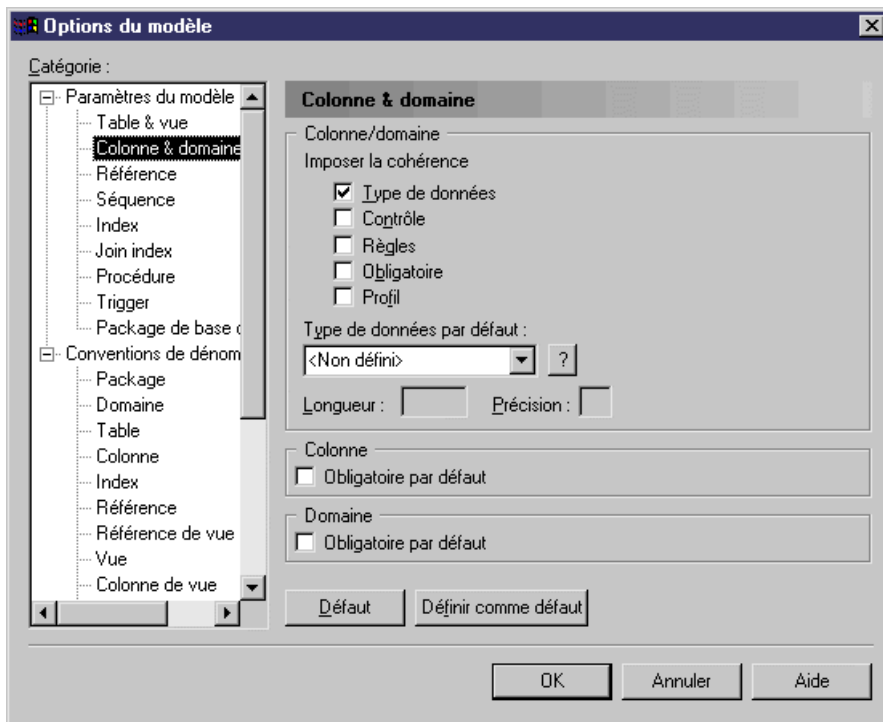 Options du modèle
Catégorie :
Paramètres du modèle
Table & vue
Colonne & domaine
Référence
Séquence
Index
Join index
Procédure
Trigger
Package de base
Conventions de dénom
Package
Domaine
Table
Colonne
Index
Référence
Référence de vue
Vue
Colonne de vue
Colonne & domaine
Colonne/domaine
Imposer la cohérence
Type de données
Contrôle
Règles
Obligatoire
Profil
Type de données par défaut :
<Non défini>
?
Longueur :
Précision :
Colonne
Obligatoire par défaut
Domaine
Obligatoire par défaut
Défaut
Définir comme défaut
OK
Annuler
Aide